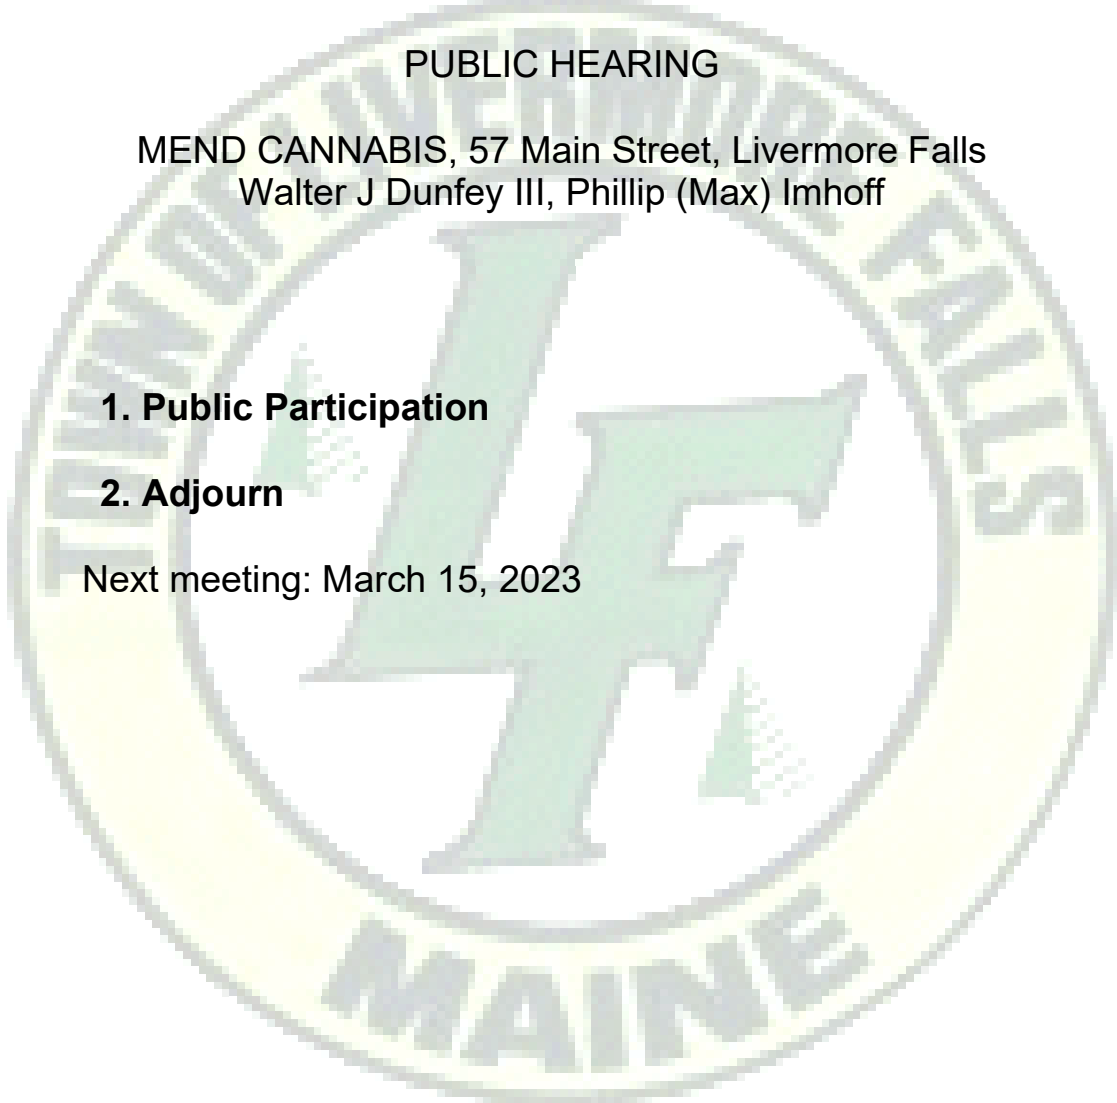 PUBLIC HEARING
MEND CANNABIS, 57 Main Street, Livermore Falls
Walter J Dunfey III, Phillip (Max) Imhoff
1. Public Participation
2. Adjourn
Next meeting: March 15, 2023
TOWN OF LIVERMORE FALLS
LF
MAINE